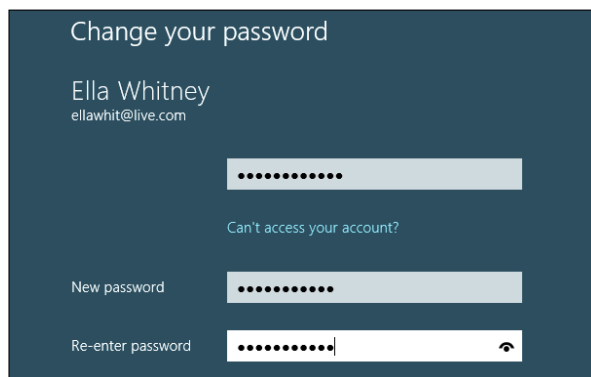 Change your password
Ella Whitney
ellawhit@live.com
••••••••••••
Can't access your account?
New password •••••••••••
Re-enter password •••••••••••